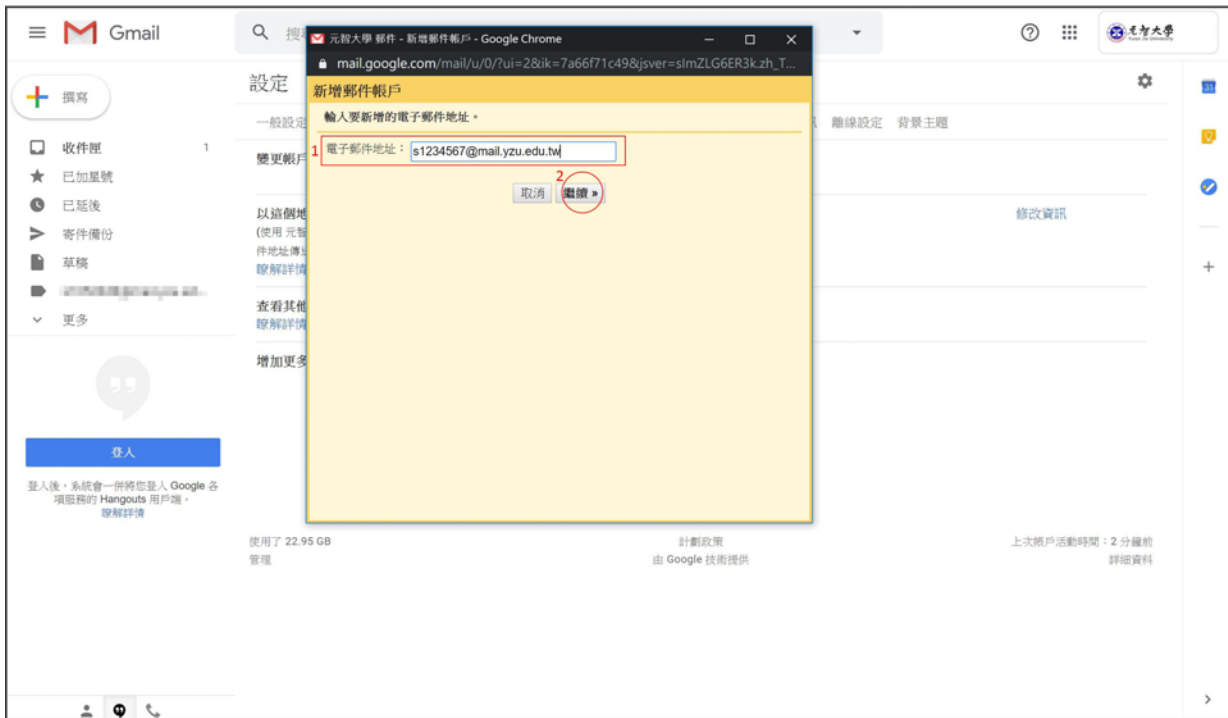 Gmail
搜
元智大學
Yuan Ze University
元智大學 郵件 - 新增郵件帳戶 - Google Chrome
mail.google.com/mail/u/0/?ui=2&ik=7a66f71c49&jsver=slmZLG6ER3k.zh_T...
新增郵件帳戶
輸入要新增的電子郵件地址。
1 電子郵件地址： s1234567@mail.yzu.edu.tw
2
取消 繼續 »
撰寫
收件匣 1
已加星號
已延後
寄件備份
草稿
更多
登入
登入後，系統會一併將您登入 Google 各
項服務的 Hangouts 用戶端。
瞭解詳情
設定
一般設定 離線設定 背景主題
變更帳戶
以這個地
(使用 元智
件地址傳送
瞭解詳情
修改資訊
查看其他
瞭解詳情
增加更多
使用了 22.95 GB
管理
計劃政策
由 Google 技術提供
上次帳戶活動時間：2 分鐘前
詳細資料
31